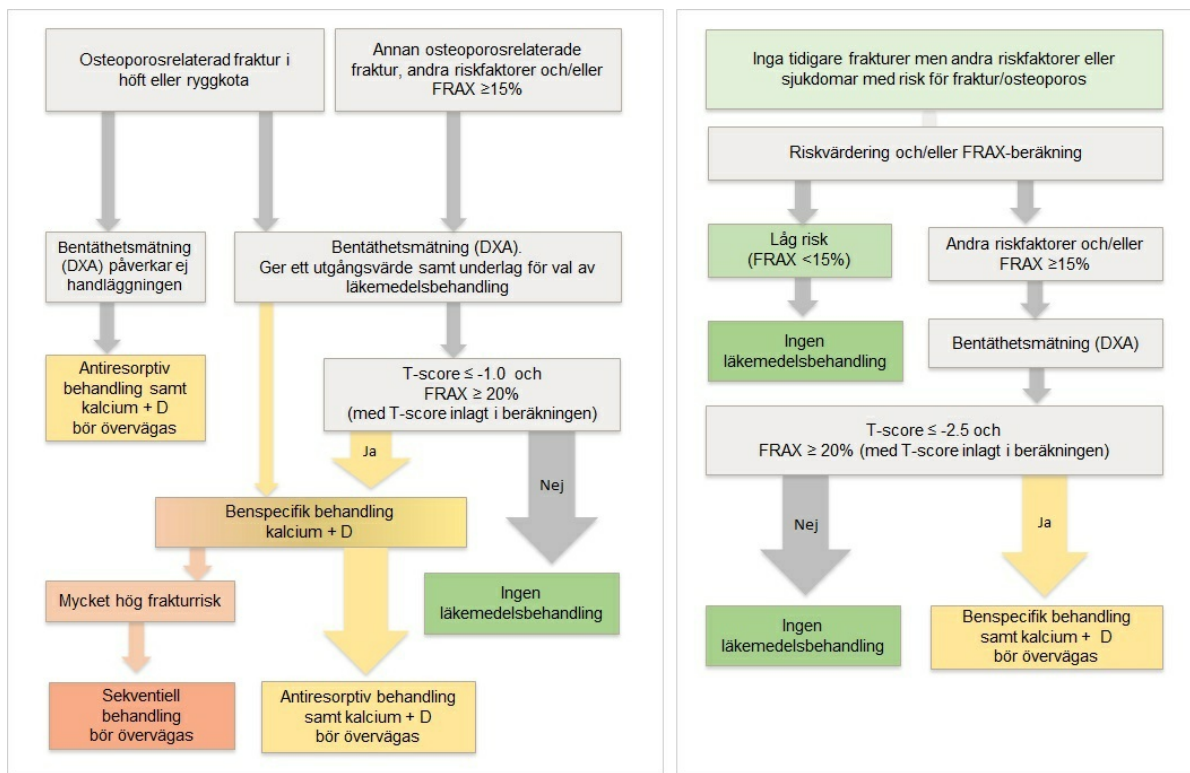 Osteoporosrelaterad fraktur i
höft eller ryggkota
Annan osteoporosrelaterade
fraktur, andra riskfaktorer och/eller
FRAX ≥15%
Bentäthetsmätning
(DXA) påverkar ej
handläggningen
Bentäthetsmätning (DXA).
Ger ett utgångsvärde samt underlag för val av
läkemedelsbehandling
Antiresorptiv
behandling samt
kalcium + D
bör övervägas
T-score ≤ -1.0 och
FRAX ≥ 20%
(med T-score inlagt i beräkningen)
Ja
Nej
Benspecifik behandling
kalcium + D
Mycket hög frakturrisk
Ingen
läkemedelsbehandling
Sekventiell
behandling
bör övervägas
Antiresorptiv behandling
samt kalcium + D
bör övervägas
Inga tidigare frakturer men andra riskfaktorer eller
sjukdomar med risk för fraktur/osteoporos
Riskvärdering och/eller FRAX-beräkning
Låg risk
(FRAX <15%)
Andra riskfaktorer och/eller
FRAX ≥15%
Ingen
läkemedelsbehandling
Bentäthetsmätning (DXA)
T-score ≤ -2.5 och
FRAX ≥ 20% (med T-score inlagt i beräkningen)
Nej
Ja
Ingen
läkemedelsbehandling
Benspecifik behandling
samt kalcium + D
bör övervägas